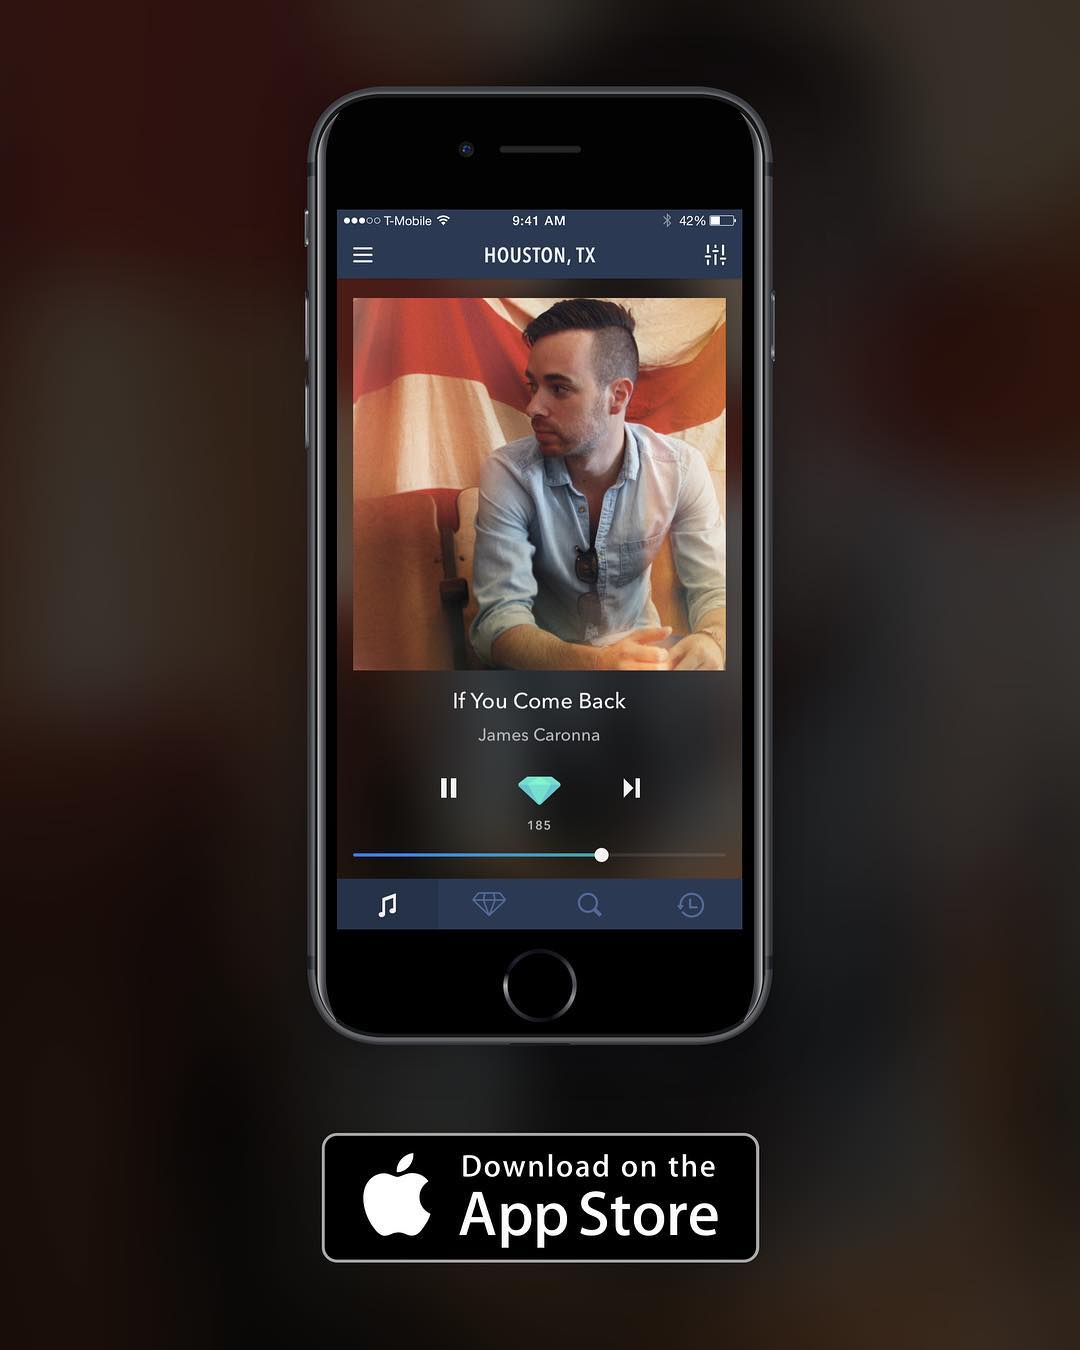 T-Mobile 9:41 AM 42%
HOUSTON, TX
If You Come Back
James Caronna
185
Download on the
App Store